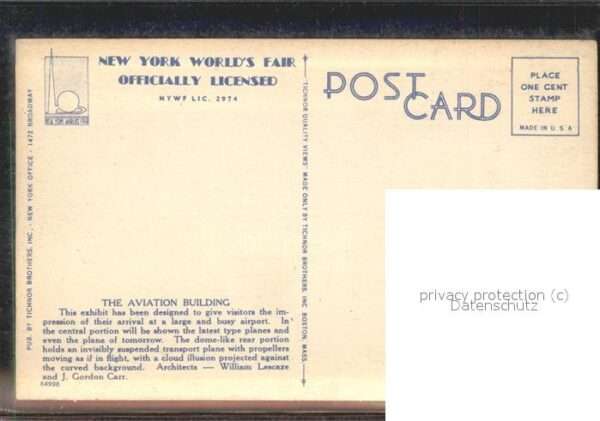 NEW YORK WORLD'S FAIR
OFFICIALLY LICENSED
NYWF LIC. 2974
POST CARD
PLACE
ONE CENT
STAMP
HERE
MADE IN U. S. A
PUB. BY TICHNOR BROTHERS, INC., - NEW YORK OFFICE - 1472 BROADWAY
"TICHNOR QUALITY VIEWS" MADE ONLY BY TICHNOR BROTHERS, INC. BOSTON, MASS.
THE AVIATION BUILDING
This exhibit has been designed to give visitors the im-
pression of their arrival at a large and busy airport. In
the central portion will be shown the latest type planes and
even the plane of tomorrow. The dome-like rear portion
holds an invisibly suspended transport plane with propellers
moving as if in flight, with a cloud illusion projected against
the curved background. Architects — William Lescaze
and J. Gordon Carr.
64998
privacy protection (c)
Datenschutz